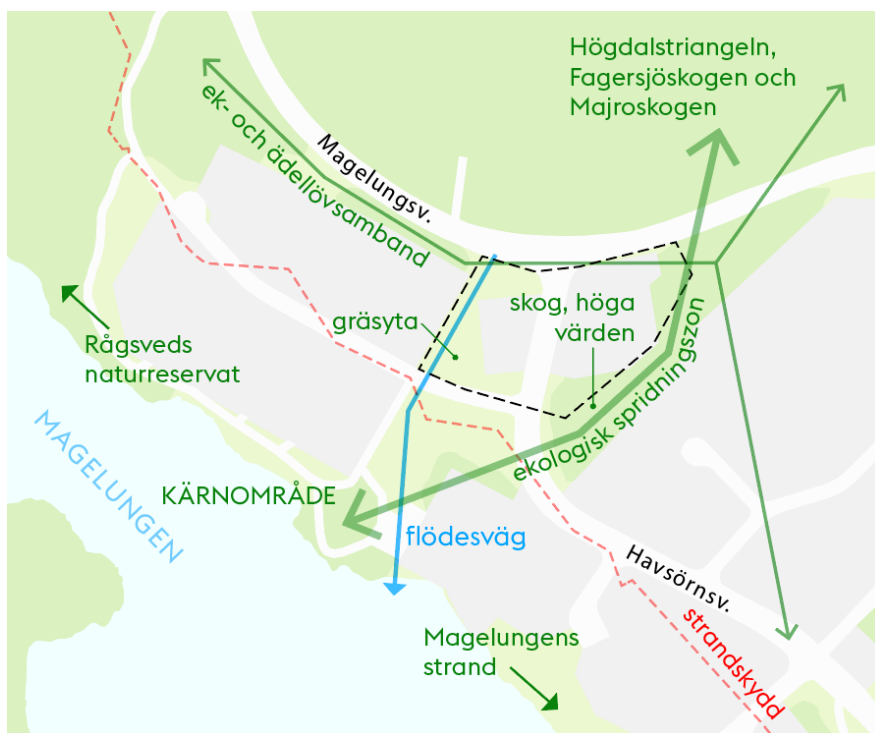 Högdalstriangeln,
Fagersjöskogen och
Majroskogen
Magelungsv.
ek- och ädellövsamband
gräsyta
skog, höga
värden
Rågsveds
naturreservat
ekologisk spridningszon
MAGELUNGEN
KÄRNOMRÅDE
flödesväg
Havsörnsv.
strandskydd
Magelungens
strand